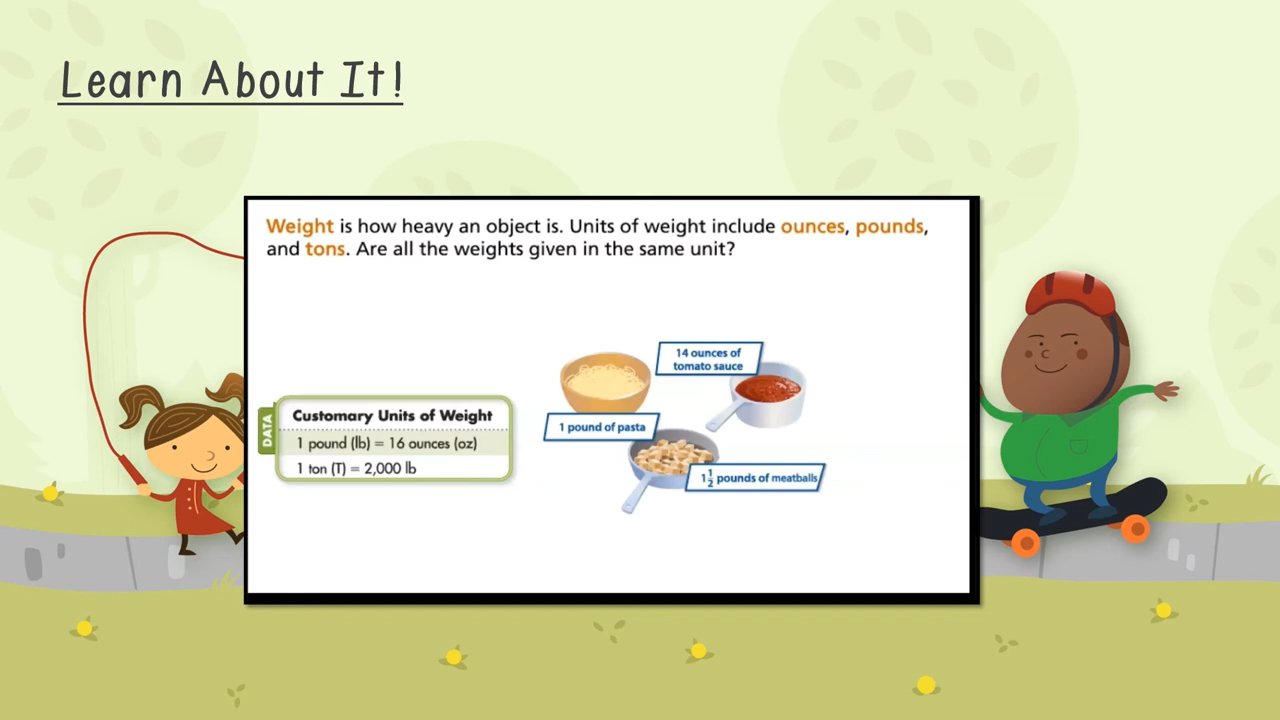 Learn About It!
Weight is how heavy an object is. Units of weight include ounces, pounds,
and tons. Are all the weights given in the same unit?
14 ounces of
tomato sauce
1 pound of pasta
1 1/2 pounds of meatballs
DATA
Customary Units of Weight
1 pound (lb) = 16 ounces (oz)
1 ton (T) = 2,000 lb